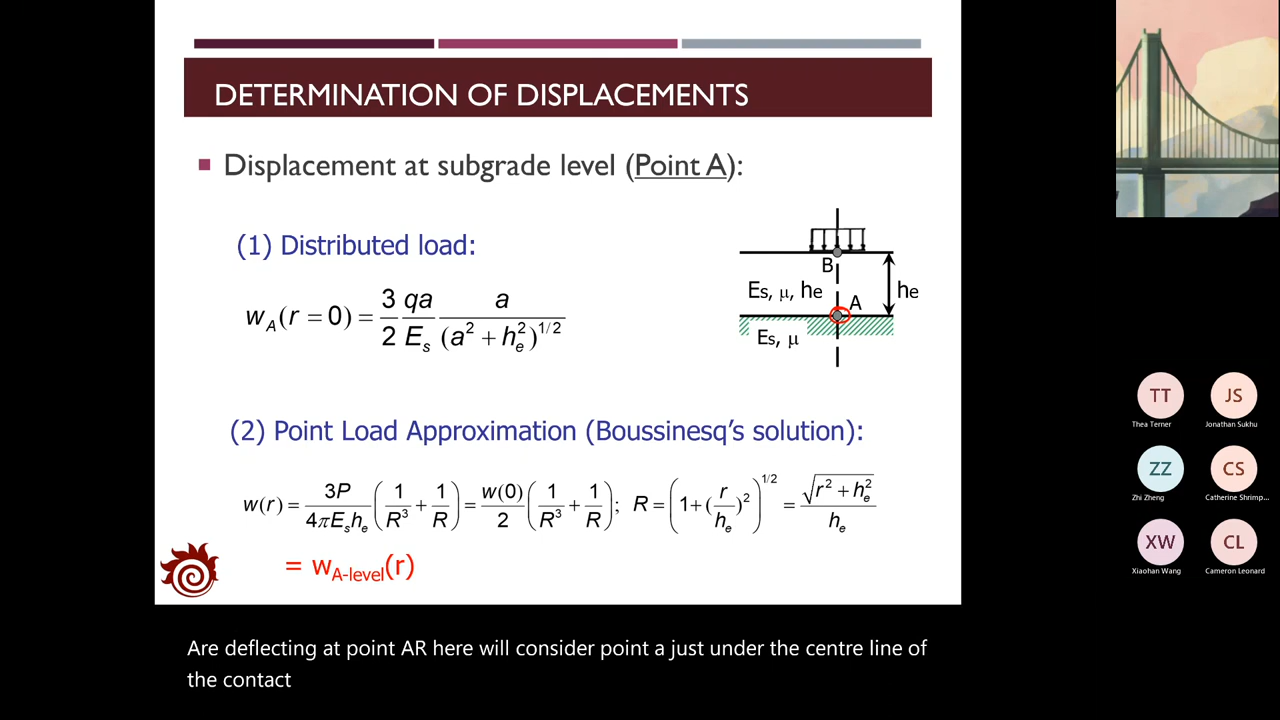 DETERMINATION OF DISPLACEMENTS
Displacement at subgrade level (Point A):
(1) Distributed load:
w_A(r = 0) = 3/2 qa/E_s a/(a² + h_e²)^1/2
B
A
Es, μ, he
he
Es, μ
(2) Point Load Approximation (Boussinesq's solution):
w(r) = 3P/4πE_sh_e (1/R³ + 1/R) = w(0)/2 (1/R³ + 1/R); R = (1+(r/h_e)²)^1/2 = √(r² + h_e²)/h_e
= w_A-level(r)
Are deflecting at point AR here will consider point a just under the centre line of
the contact
TT
JS
Thea Terner
Jonathan Sukhu
ZZ
CS
Zhi Zheng
Catherine Shrimp...
XW
CL
Xiaohan Wang
Cameron Leonard